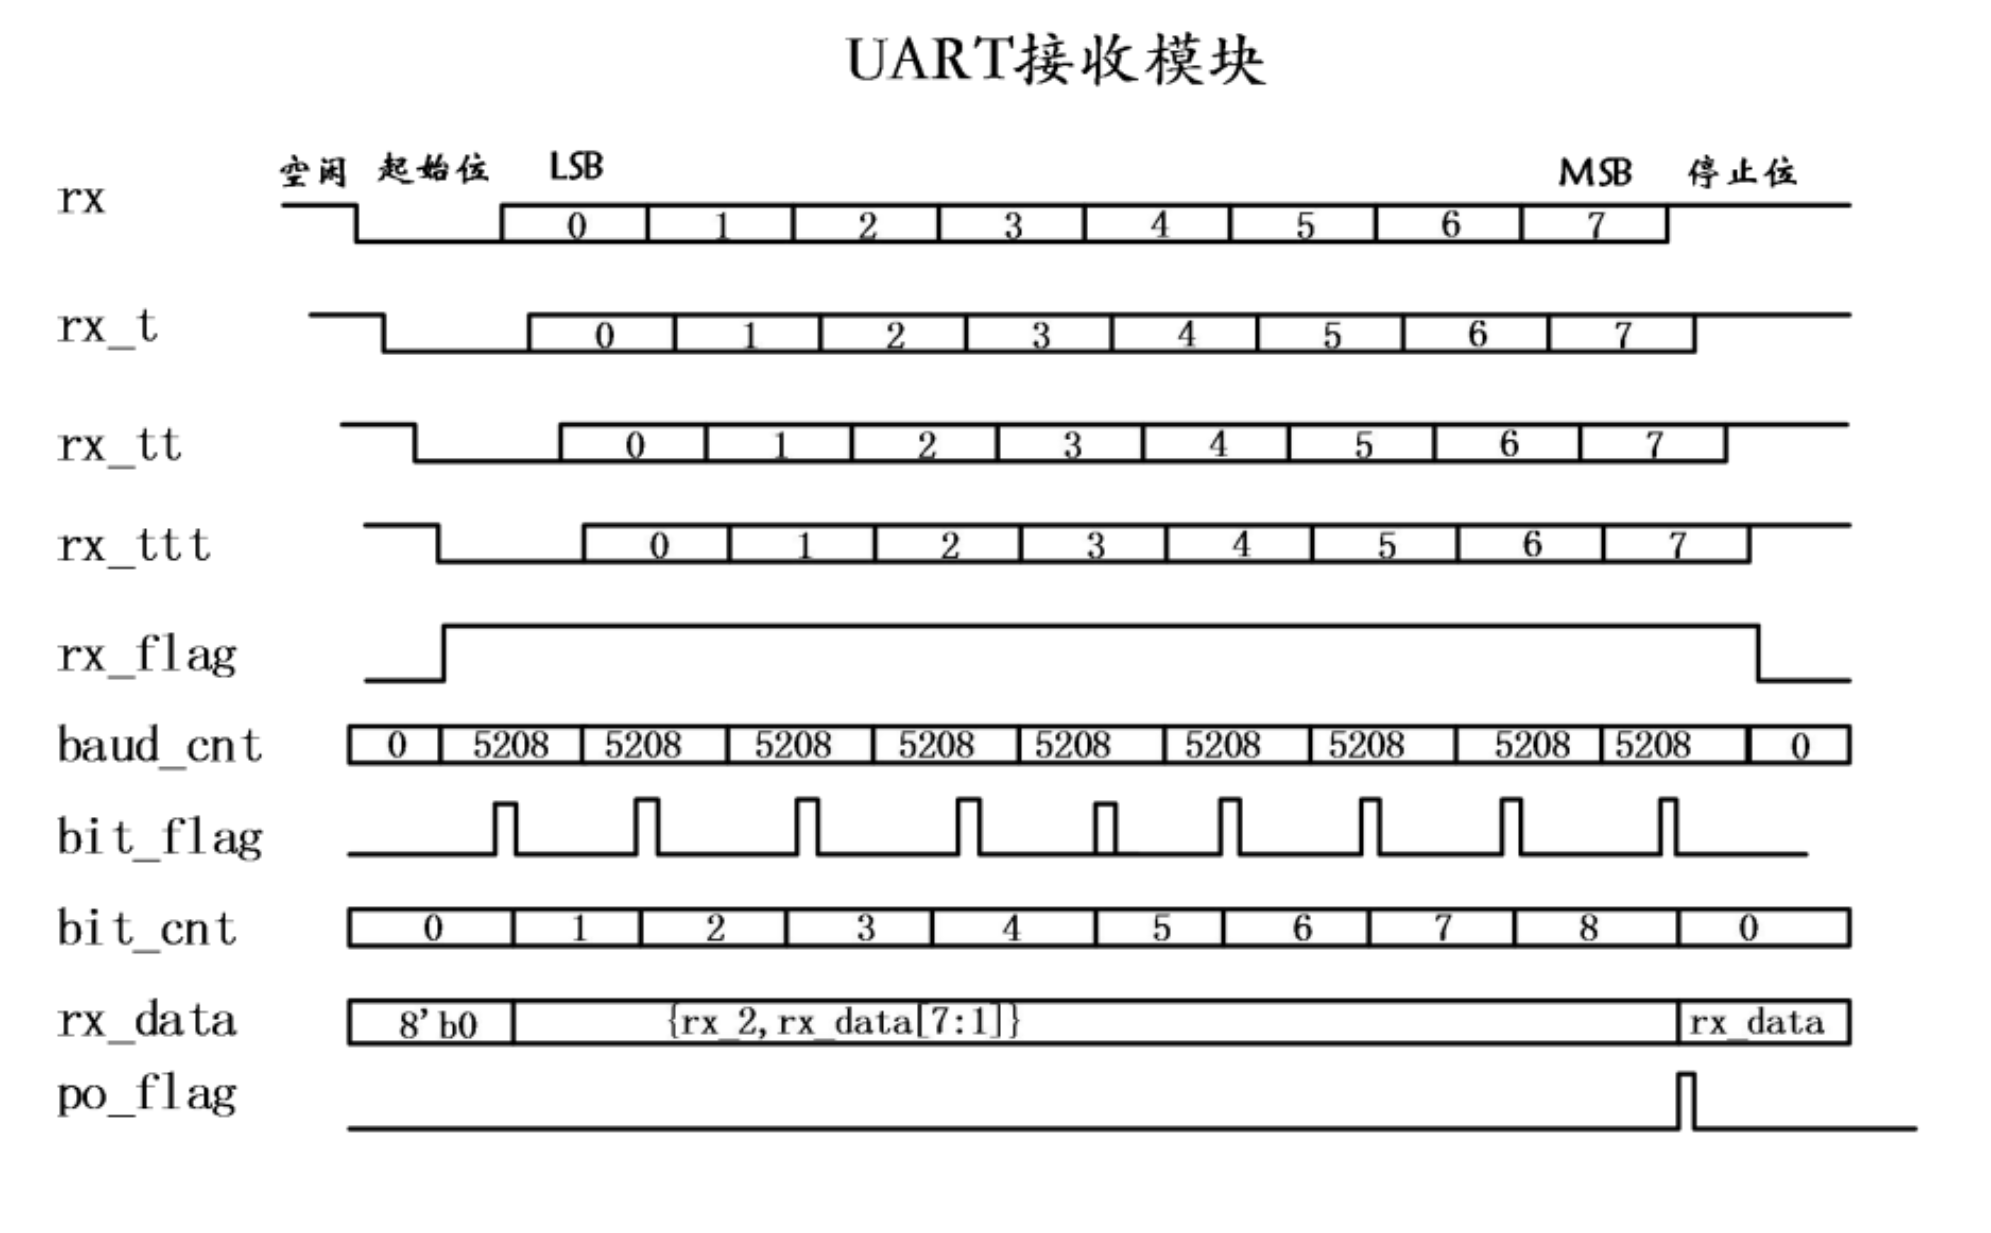 UART接收模块
空闲 起始位 LSB MSB 停止位
rx
0 1 2 3 4 5 6 7
rx_t
0 1 2 3 4 5 6 7
rx_tt
0 1 2 3 4 5 6 7
rx_ttt
0 1 2 3 4 5 6 7
rx_flag
baud_cnt 0 5208 5208 5208 5208 5208 5208 5208 5208 5208 0
bit_flag
bit_cnt 0 1 2 3 4 5 6 7 8 0
rx_data 8'b0 {rx_2,rx_data[7:1]} rx_data
po_flag